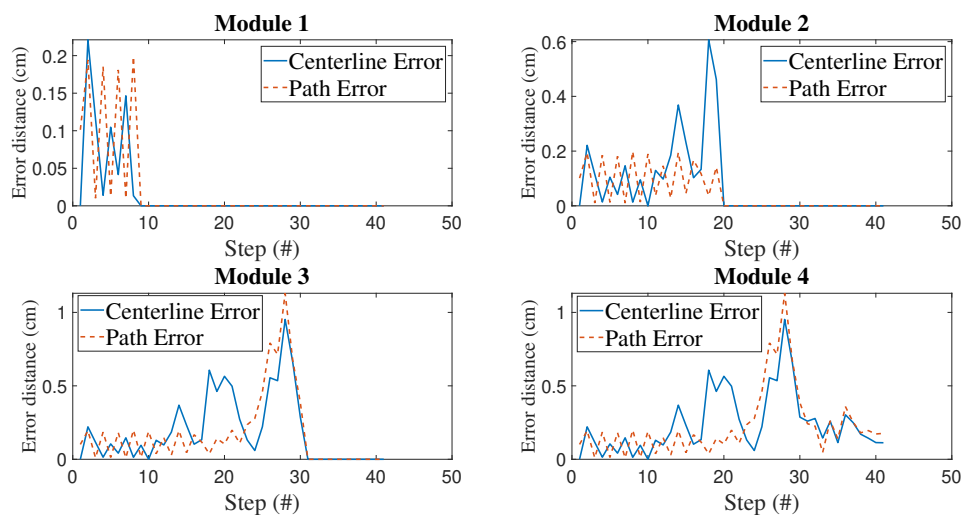 Module 1
Error distance (cm)
0.2
0.15
0.1
0.05
0
Centerline Error
Path Error
0 10 20 30 40 50
Step (#)
Module 2
Error distance (cm)
0.6
0.4
0.2
0
Centerline Error
Path Error
0 10 20 30 40 50
Step (#)
Module 3
Error distance (cm)
1
0.5
0
Centerline Error
Path Error
0 10 20 30 40 50
Step (#)
Module 4
Error distance (cm)
1
0.5
0
Centerline Error
Path Error
0 10 20 30 40 50
Step (#)